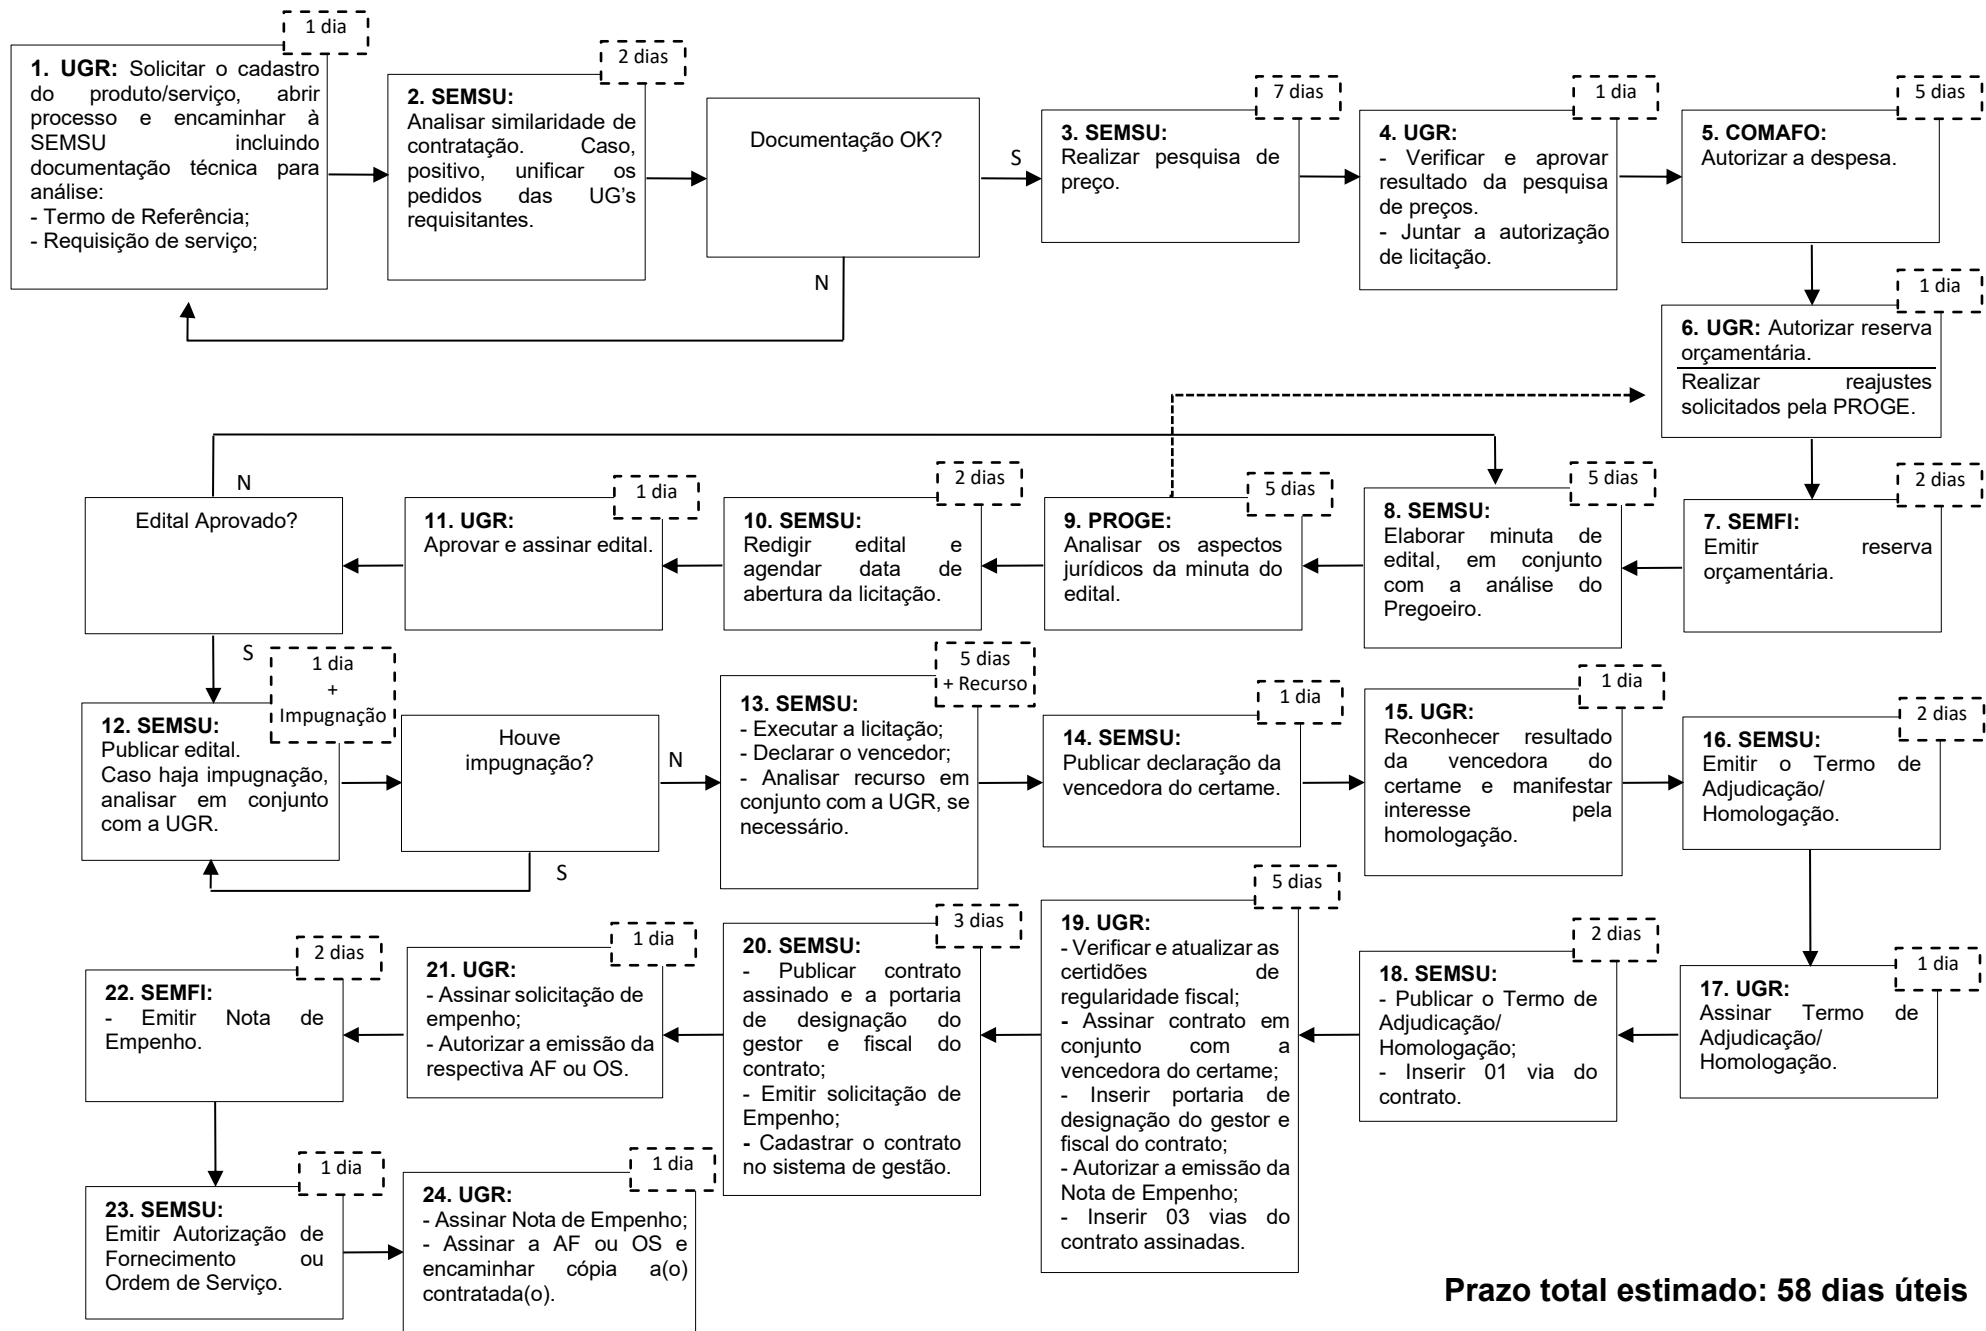 1 dia
1. UGR: Solicitar o cadastro
do produto/serviço, abrir
processo e encaminhar à
SEMSU incluindo
documentação técnica para
análise:
- Termo de Referência;
- Requisição de serviço;
2 dias
2. SEMSU:
Analisar similaridade de
contratação. Caso,
positivo, unificar os
pedidos das UG's
requisitantes.
Documentação OK?
S
N
7 dias
3. SEMSU:
Realizar pesquisa de
preço.
1 dia
4. UGR:
- Verificar e aprovar
resultado da pesquisa
de preços.
- Juntar a autorização
de licitação.
5 dias
5. COMAFO:
Autorizar a despesa.
1 dia
6. UGR: Autorizar reserva
orçamentária.
Realizar reajustes
solicitados pela PROGE.
2 dias
7. SEMFI:
Emitir reserva
orçamentária.
5 dias
8. SEMSU:
Elaborar minuta de
edital, em conjunto
com a análise do
Pregoeiro.
5 dias
9. PROGE:
Analisar os aspectos
jurídicos da minuta do
edital.
2 dias
10. SEMSU:
Redigir edital e
agendar data de
abertura da licitação.
1 dia
11. UGR:
Aprovar e assinar edital.
N
Edital Aprovado?
S
1 dia
+
Impugnação
12. SEMSU:
Publicar edital.
Caso haja impugnação,
analisar em conjunto
com a UGR.
Houve
impugnação?
N
S
5 dias
+ Recurso
13. SEMSU:
- Executar a licitação;
- Declarar o vencedor;
- Analisar recurso em
conjunto com a UGR, se
necessário.
1 dia
14. SEMSU:
Publicar declaração da
vencedora do certame.
1 dia
15. UGR:
Reconhecer resultado
da vencedora do
certame e manifestar
interesse pela
homologação.
2 dias
16. SEMSU:
Emitir o Termo de
Adjudicação/
Homologação.
1 dia
17. UGR:
Assinar Termo de
Adjudicação/
Homologação.
2 dias
18. SEMSU:
- Publicar o Termo de
Adjudicação/
Homologação;
- Inserir 01 via do
contrato.
5 dias
19. UGR:
- Verificar e atualizar as
certidões de
regularidade fiscal;
- Assinar contrato em
conjunto com a
vencedora do certame;
- Inserir portaria de
designação do gestor e
fiscal do contrato;
- Autorizar a emissão da
Nota de Empenho;
- Inserir 03 vias do
contrato assinadas.
3 dias
20. SEMSU:
- Publicar contrato
assinado e a portaria
de designação do
gestor e fiscal do
contrato;
- Emitir solicitação de
Empenho;
- Cadastrar o contrato
no sistema de gestão.
1 dia
21. UGR:
- Assinar solicitação de
empenho;
- Autorizar a emissão da
respectiva AF ou OS.
2 dias
22. SEMFI:
- Emitir Nota de
Empenho.
1 dia
23. SEMSU:
Emitir Autorização de
Fornecimento ou
Ordem de Serviço.
1 dia
24. UGR:
- Assinar Nota de Empenho;
- Assinar a AF ou OS e
encaminhar cópia a(o)
contratada(o).
Prazo total estimado: 58 dias úteis